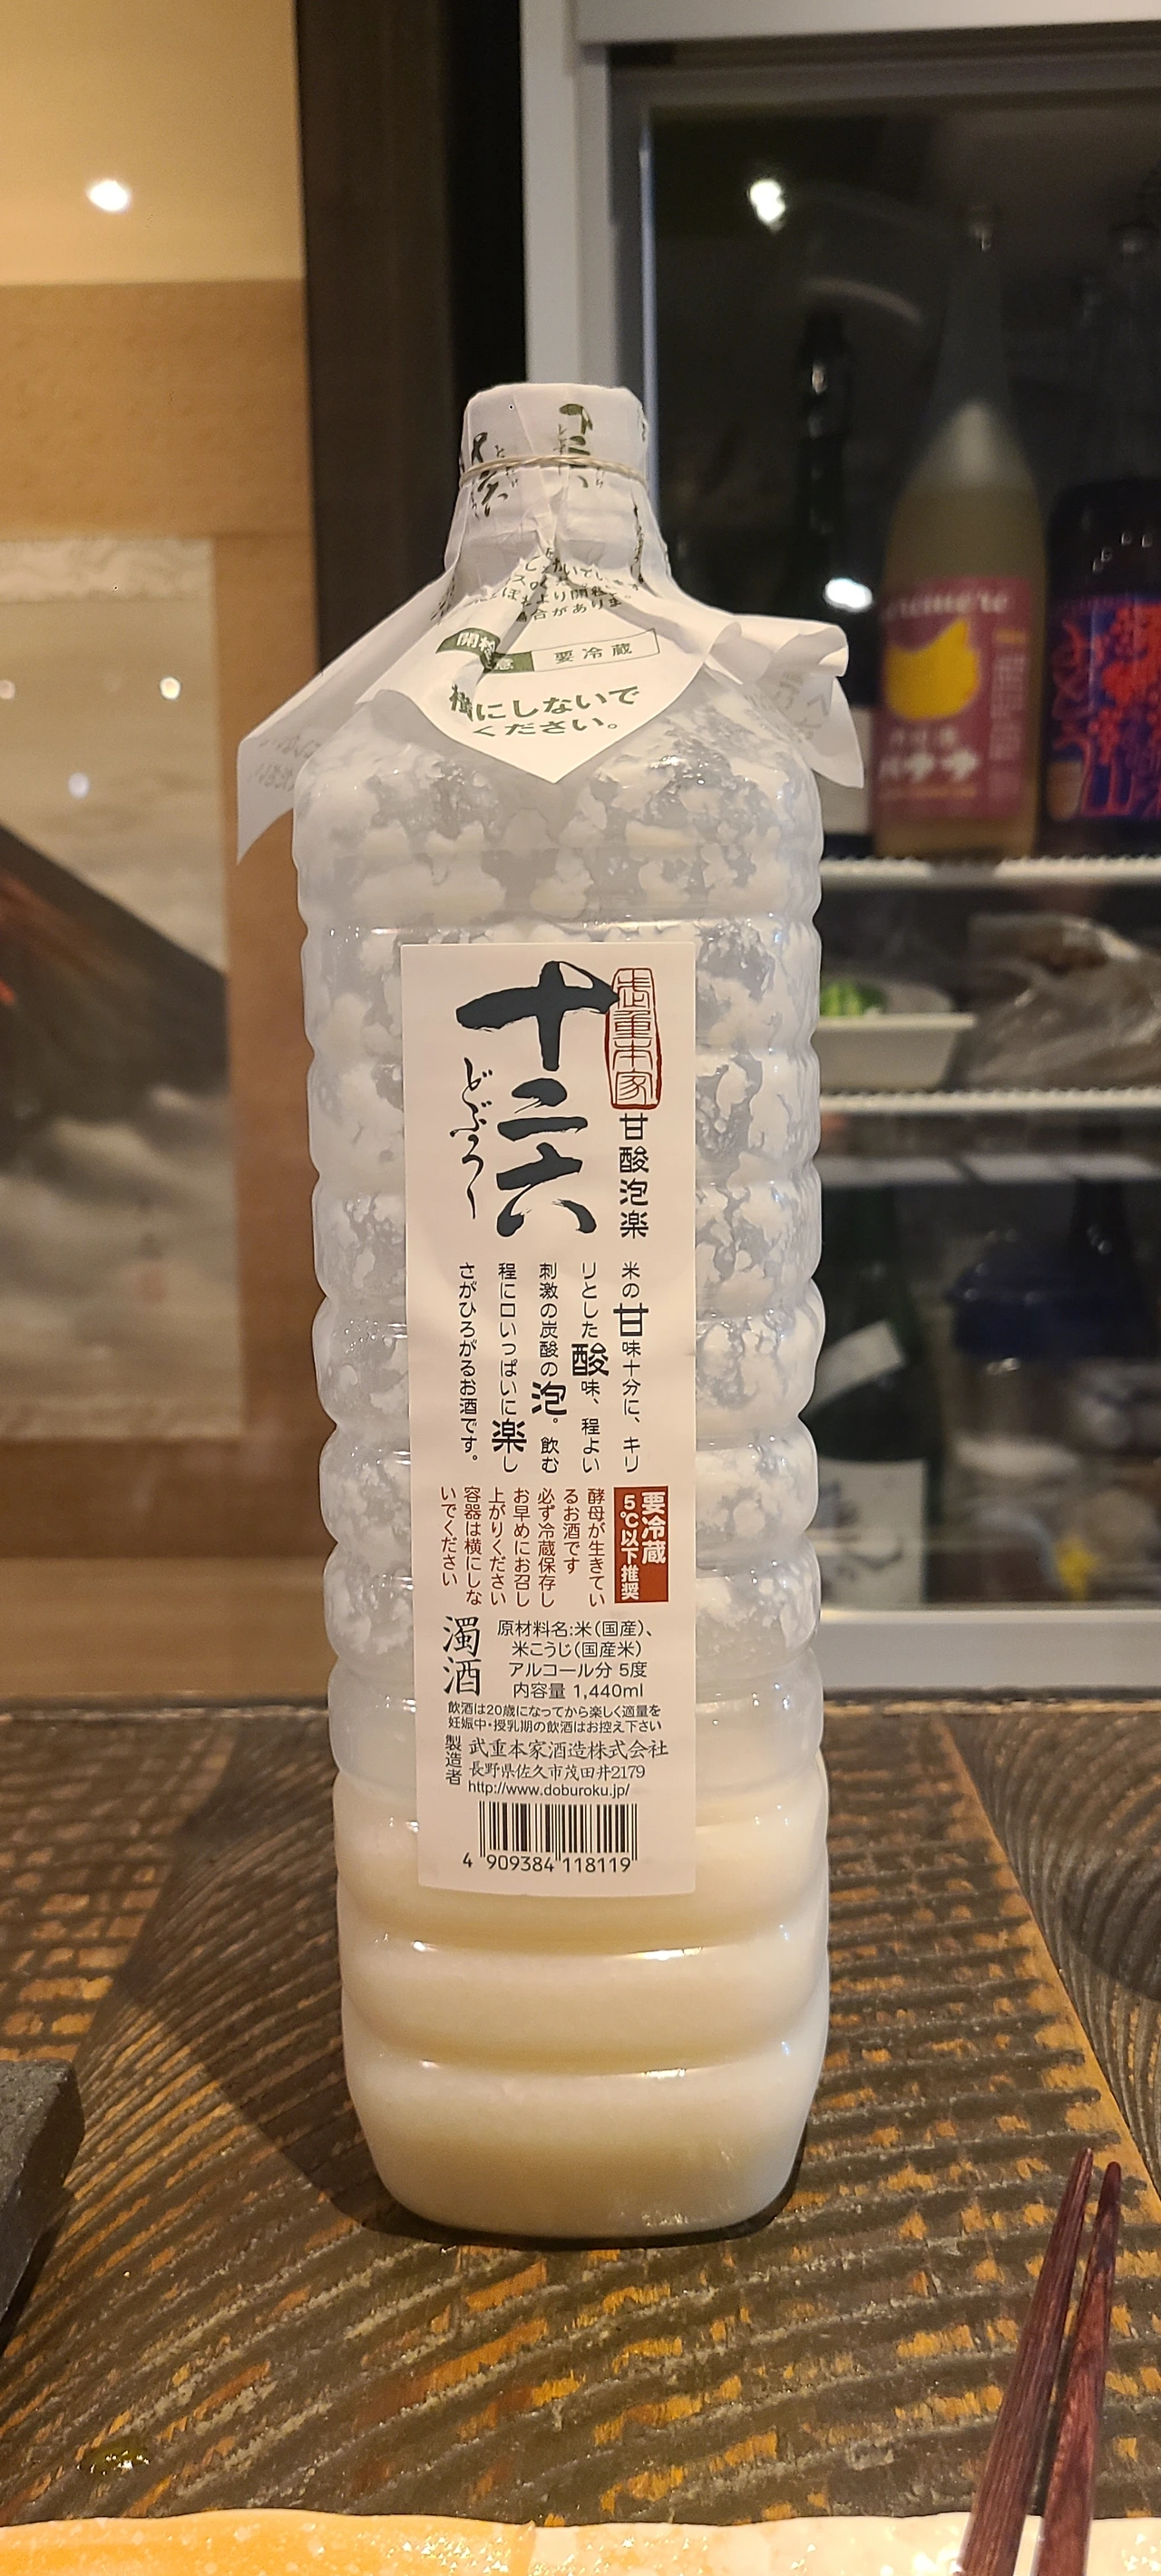 開栓
要冷蔵
横にしないで
ください。
武重本家
十二六
どぶろく
甘酸泡楽
米の甘味十分に、キリ
リとした酸味、程よい
刺激の炭酸の泡。飲む
程に口いっぱいに楽し
さがひろがるお酒です。
要冷蔵
5℃以下推奨
酵母が生きてい
るお酒です
必ず冷蔵保存し
お早めにお召し
上がりください
容器は横にしな
いでください
濁酒
原材料名:米(国産)、
米こうじ(国産米)
アルコール分 5度
内容量 1,440ml
飲酒は20歳になってから楽しく適量を
妊娠中・授乳期の飲酒はお控え下さい
製造者
武重本家酒造株式会社
長野県佐久市茂田井2179
http://www.doburoku.jp/
4 909384 118119